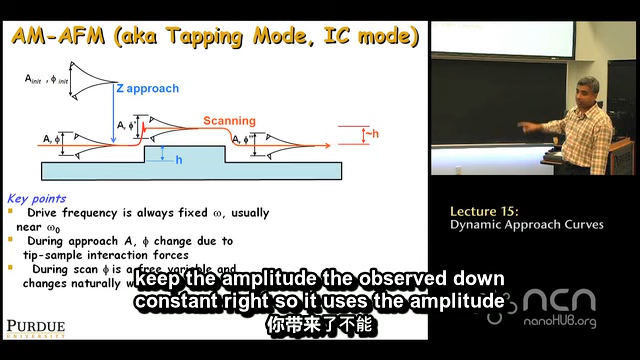 AM-AFM (aka Tapping Mode, IC mode)
Ainit , ϕ init
Z approach
Scanning
A, ϕ
A, ϕ'
A, ϕ''
~h
h
Key points
Drive frequency is always fixed ω, usually
near ω0
During approach A, ϕ change due to
tip-sample interaction forces
During scan ϕ is a free variable and
changes naturally w
keep the amplitude the observed down
constant right so it uses the amplitude
你带来了不能
PURDUE
UNIVERSITY
Lecture 15:
Dynamic Approach Curves
ncn
nanoHUB.org